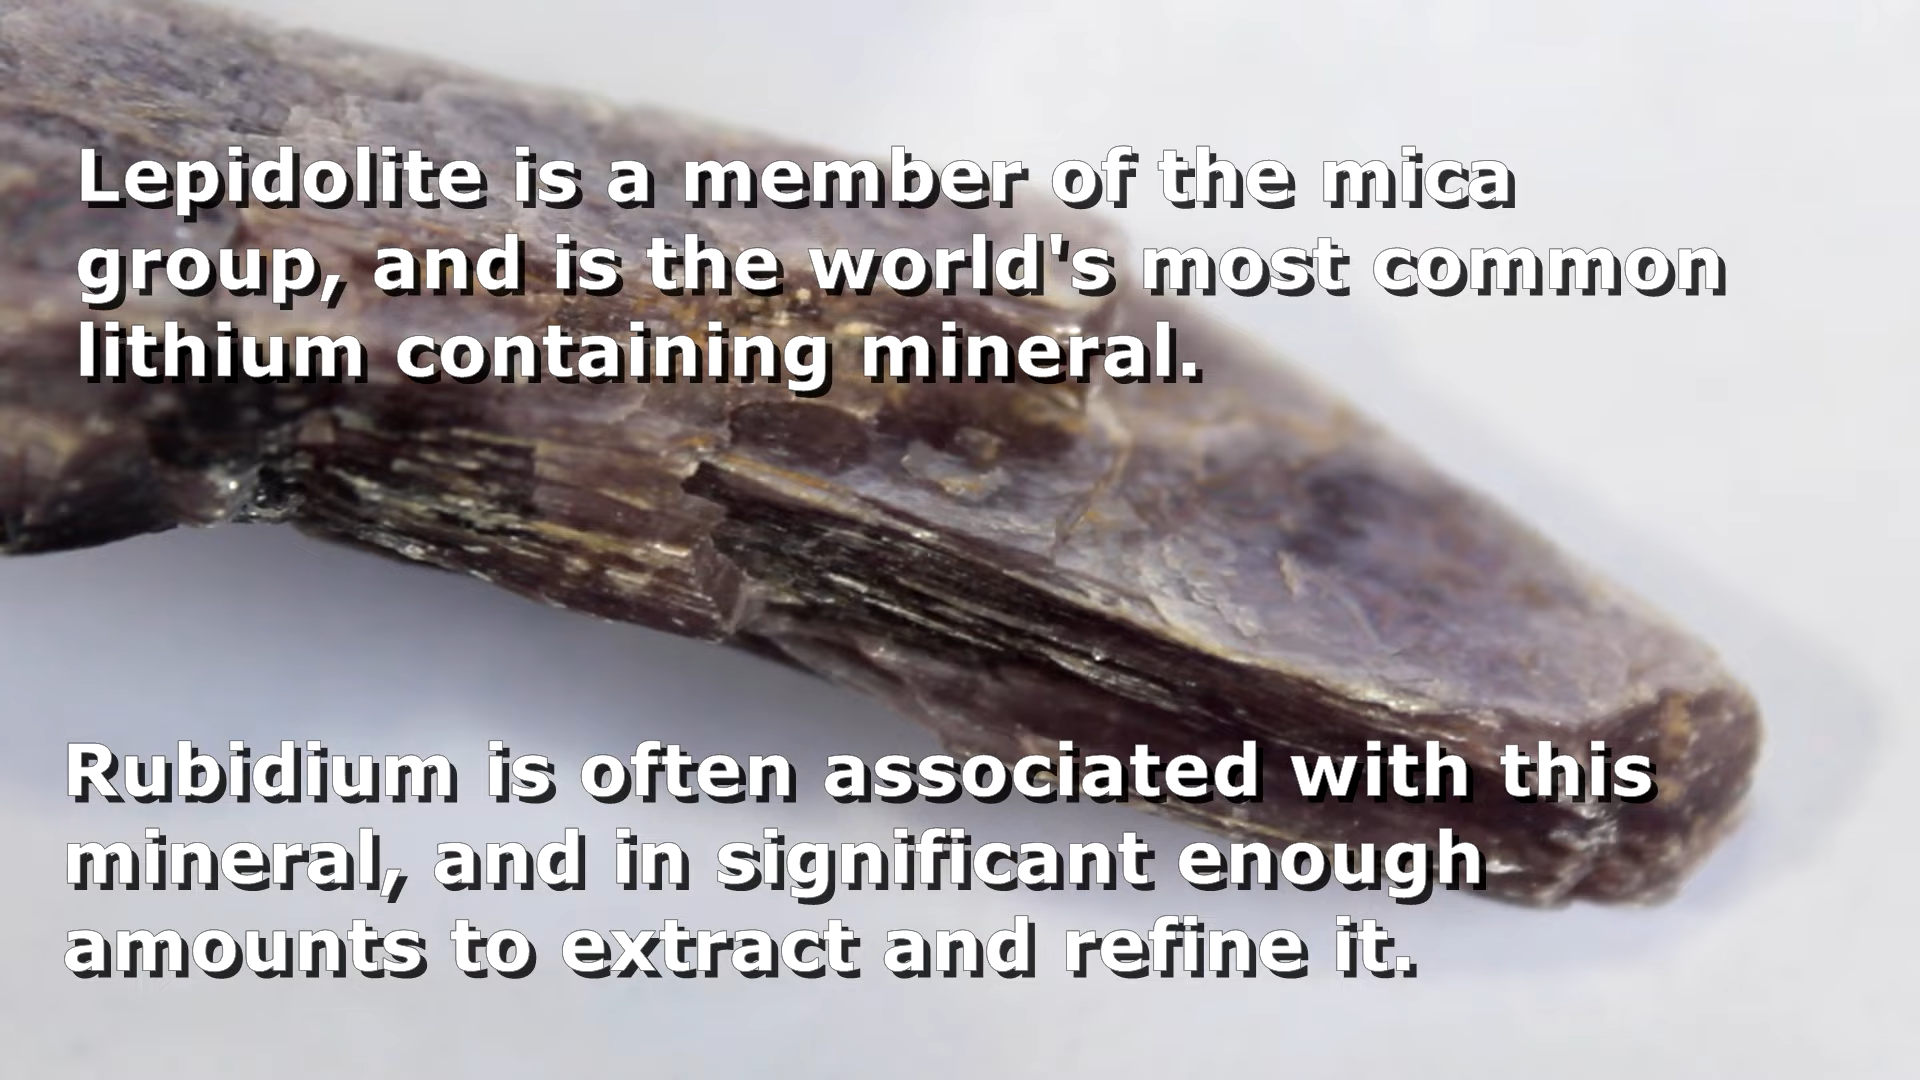 Lepidolite is a member of the mica
group, and is the world's most common
lithium containing mineral.
Rubidium is often associated with this
mineral, and in significant enough
amounts to extract and refine it.